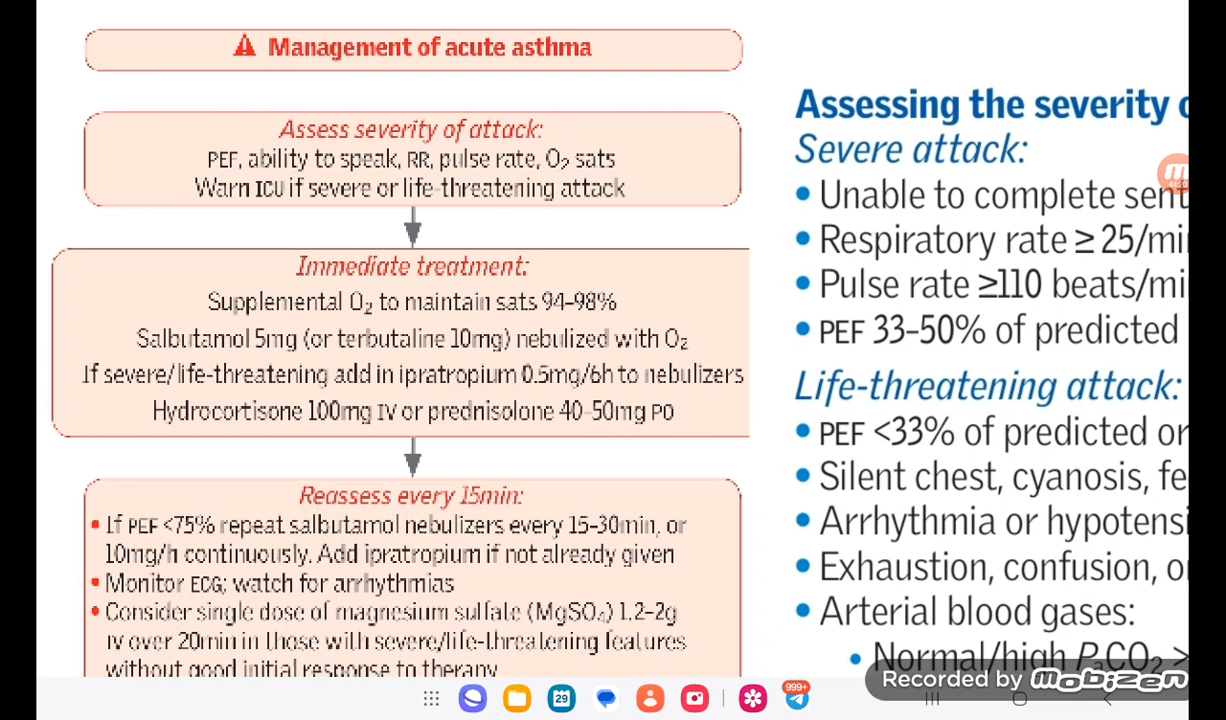 Management of acute asthma
Assess severity of attack:
PEF, ability to speak, RR, pulse rate, O₂ sats
Warn ICU if severe or life-threatening attack
Immediate treatment:
Supplemental O₂ to maintain sats 94–98%
Salbutamol 5mg (or terbutaline 10mg) nebulized with O₂
If severe/life-threatening add in ipratropium 0.5mg/6h to nebulizers
Hydrocortisone 100mg IV or prednisolone 40–50mg PO
Reassess every 15min:
• If PEF <75% repeat salbutamol nebulizers every 15–30min, or
10mg/h continuously. Add ipratropium if not already given
• Monitor ECG; watch for arrhythmias
• Consider single dose of magnesium sulfate (MgSO₄) 1.2–2g
IV over 20min in those with severe/life-threatening features
without good initial response to therapy
Assessing the severity
Severe attack:
• Unable to complete sent
• Respiratory rate ≥ 25/mi
• Pulse rate ≥110 beats/mi
• PEF 33–50% of predicted
Life-threatening attack:
• PEF <33% of predicted or
• Silent chest, cyanosis, fe
• Arrhythmia or hypotensi
• Exhaustion, confusion, o
• Arterial blood gases:
• Normal/high PₐCO₂ >
Recorded by mobizen
29
999+